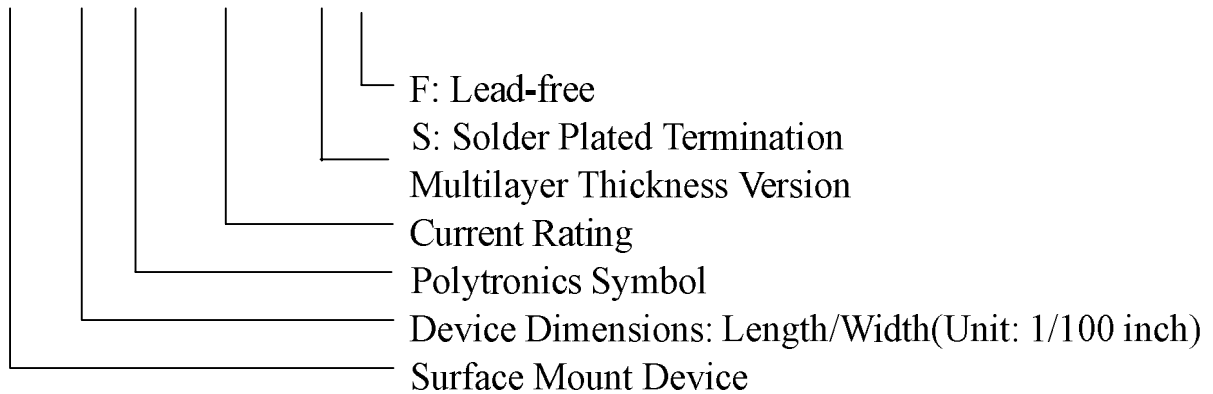 F: Lead-free
S: Solder Plated Termination
Multilayer Thickness Version
Current Rating
Polytronics Symbol
Device Dimensions: Length/Width(Unit: 1/100 inch)
Surface Mount Device